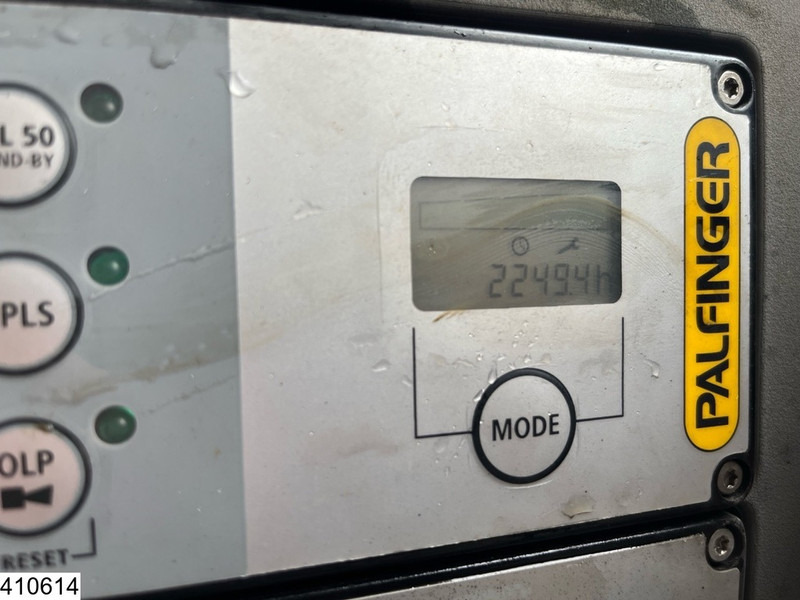 L 50
ND-BY
PLS
OLP
RESET
2249.4h
MODE
PALFINGER
410614